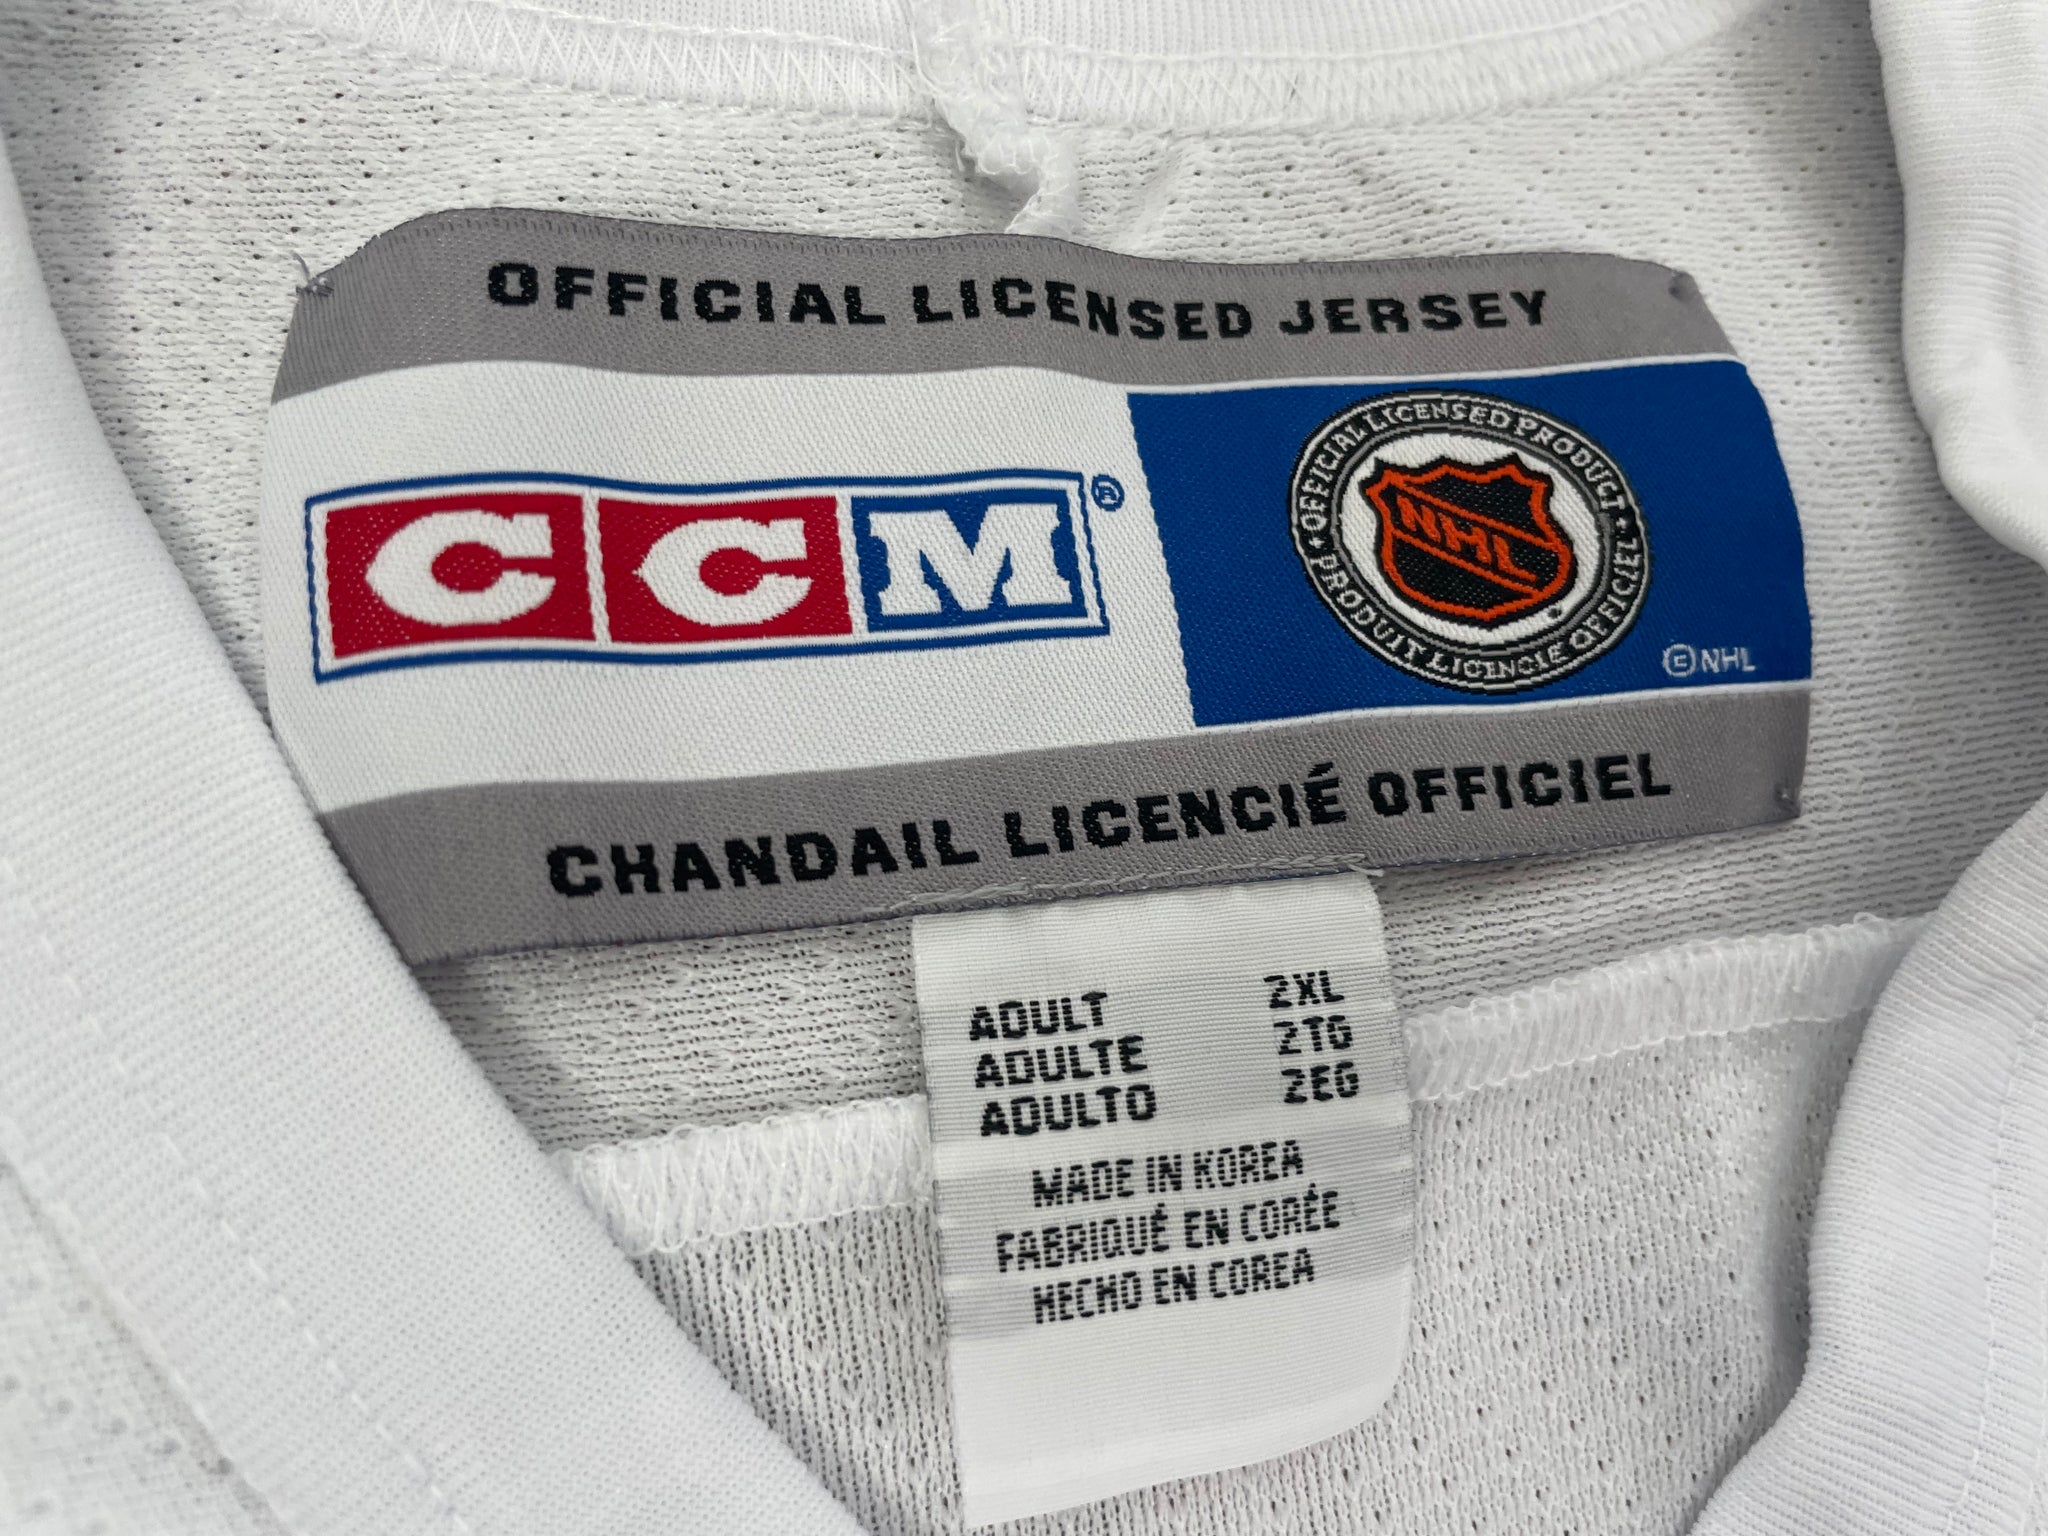 OFFICIAL LICENSED JERSEY
CCM®
• OFFICIAL LICENSED PRODUCT •
NHL
PRODUIT LICENCIE OFFICIEL
©NHL
CHANDAIL LICENCIÉ OFFICIEL
ADULT 2XL
ADULTE 2TG
ADULTO 2EG
MADE IN KOREA
FABRIQUÉ EN CORÉE
HECHO EN COREA